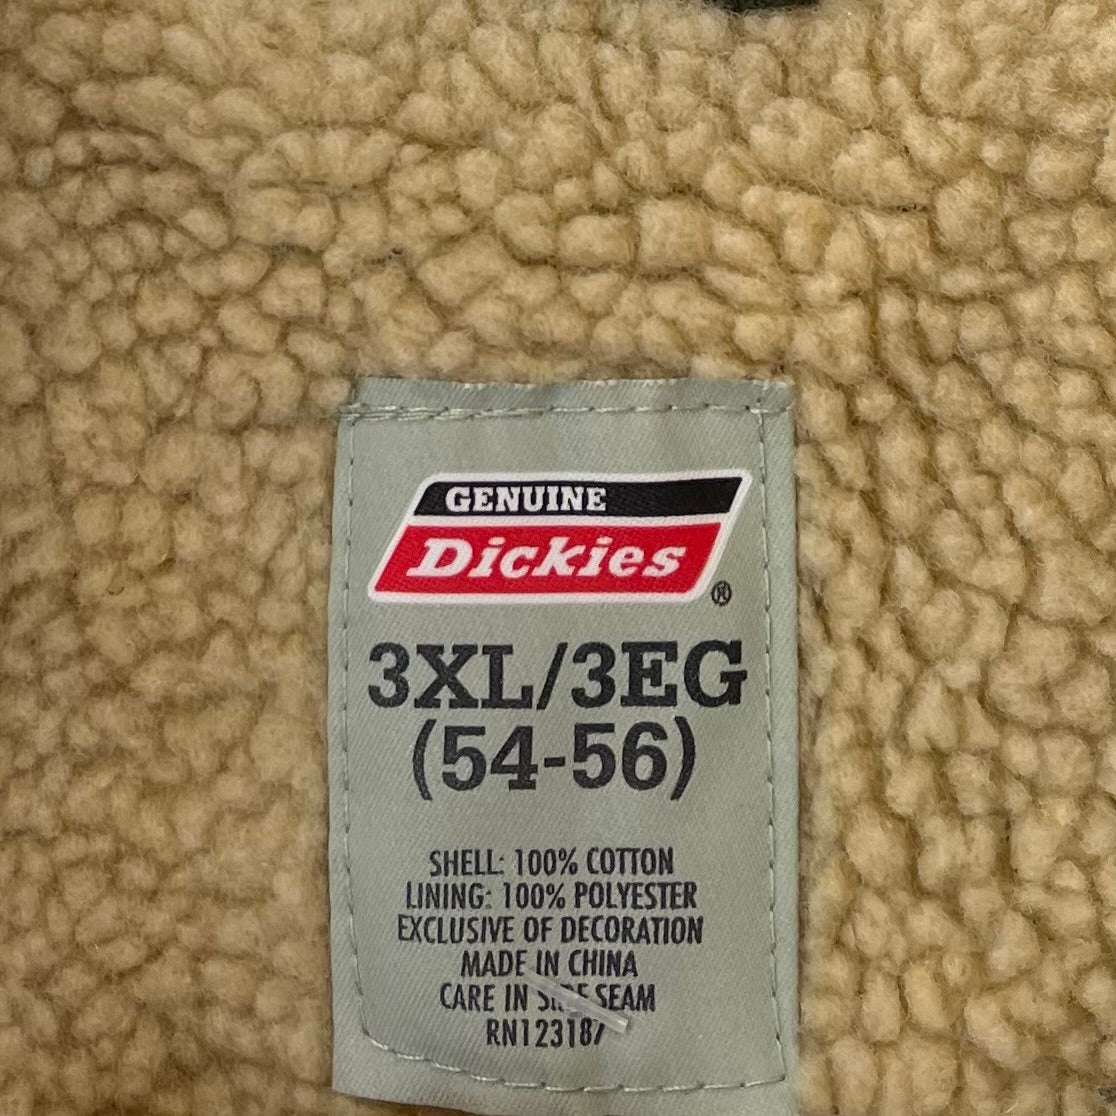 GENUINE
Dickies
®
3XL/3EG
(54-56)
SHELL: 100% COTTON
LINING: 100% POLYESTER
EXCLUSIVE OF DECORATION
MADE IN CHINA
CARE IN SIDE SEAM
RN123187